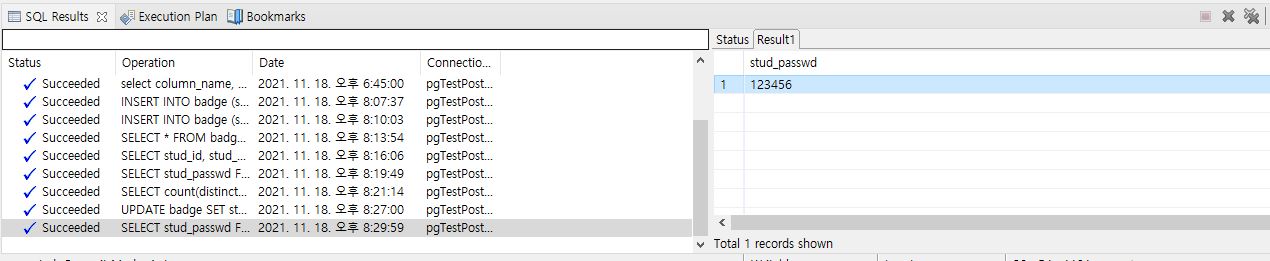 SQL Results Execution Plan Bookmarks
Status Result1
Status Operation Date Connectio...
stud_passwd
Succeeded select column_name, ... 2021. 11. 18. 오후 6:45:00 pgTestPost...
1 123456
Succeeded INSERT INTO badge (s... 2021. 11. 18. 오후 8:07:37 pgTestPost...
Succeeded INSERT INTO badge (s... 2021. 11. 18. 오후 8:10:03 pgTestPost...
Succeeded SELECT * FROM badg... 2021. 11. 18. 오후 8:13:54 pgTestPost...
Succeeded SELECT stud_id, stud_... 2021. 11. 18. 오후 8:16:06 pgTestPost...
Succeeded SELECT stud_passwd F... 2021. 11. 18. 오후 8:19:49 pgTestPost...
Succeeded SELECT count(distinct... 2021. 11. 18. 오후 8:21:14 pgTestPost...
Succeeded UPDATE badge SET st... 2021. 11. 18. 오후 8:27:00 pgTestPost...
Succeeded SELECT stud_passwd F... 2021. 11. 18. 오후 8:29:59 pgTestPost...
Total 1 records shown